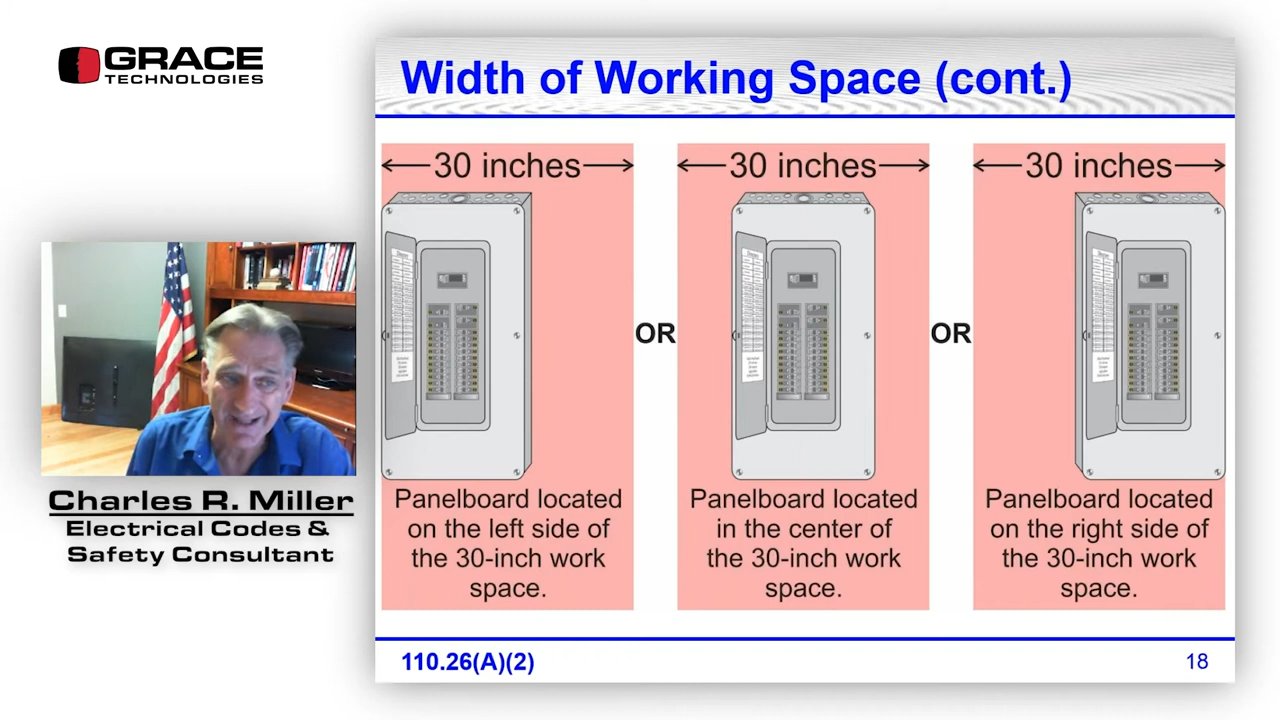 GRACE
TECHNOLOGIES
Width of Working Space (cont.)
30 inches
30 inches
30 inches
OR
OR
Panelboard located
on the left side of
the 30-inch work
space.
Panelboard located
in the center of
the 30-inch work
space.
Panelboard located
on the right side of
the 30-inch work
space.
Charles R. Miller
Electrical Codes &
Safety Consultant
110.26(A)(2)
18